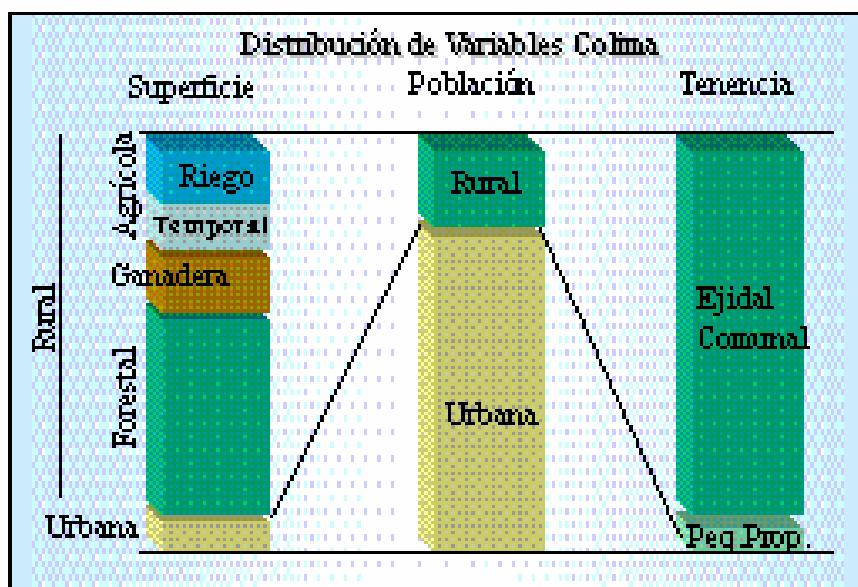 Distribución de Variables Colima
Superficie
Población
Tenencia
Rural
Agrícola
Riego
Temporal
Ganadera
Forestal
Urbana
Rural
Urbana
Ejidal
Comunal
Peq.Prop.